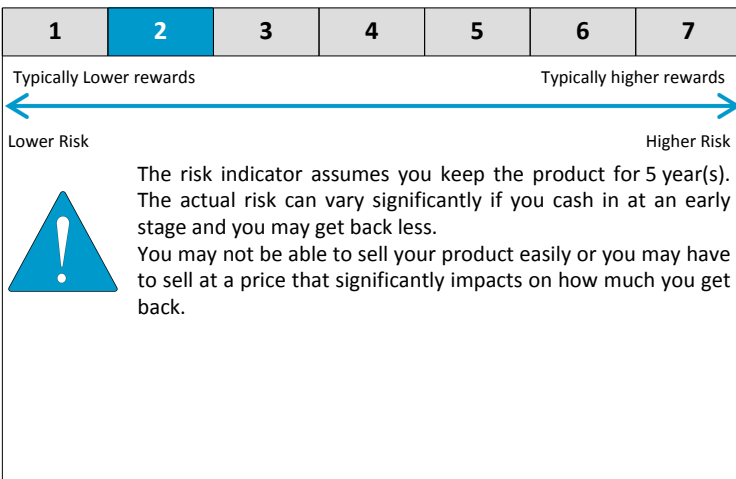 1 2 3 4 5 6 7
Typically Lower rewards Typically higher rewards
Lower Risk Higher Risk
The risk indicator assumes you keep the product for 5 year(s).
The actual risk can vary significantly if you cash in at an early
stage and you may get back less.
You may not be able to sell your product easily or you may have
to sell at a price that significantly impacts on how much you get
back.